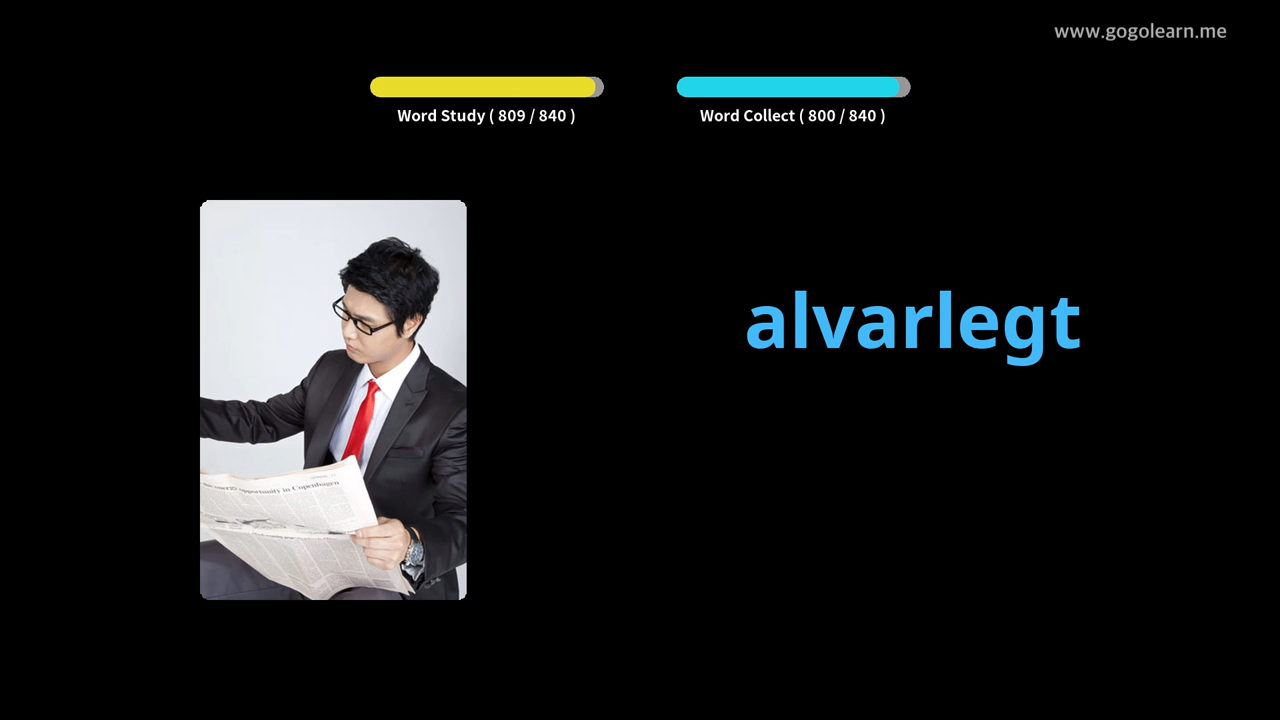 www.gogolearn.me
Word Study ( 809 / 840 )
Word Collect ( 800 / 840 )
alvarlegt
opportunity in Copenhagen